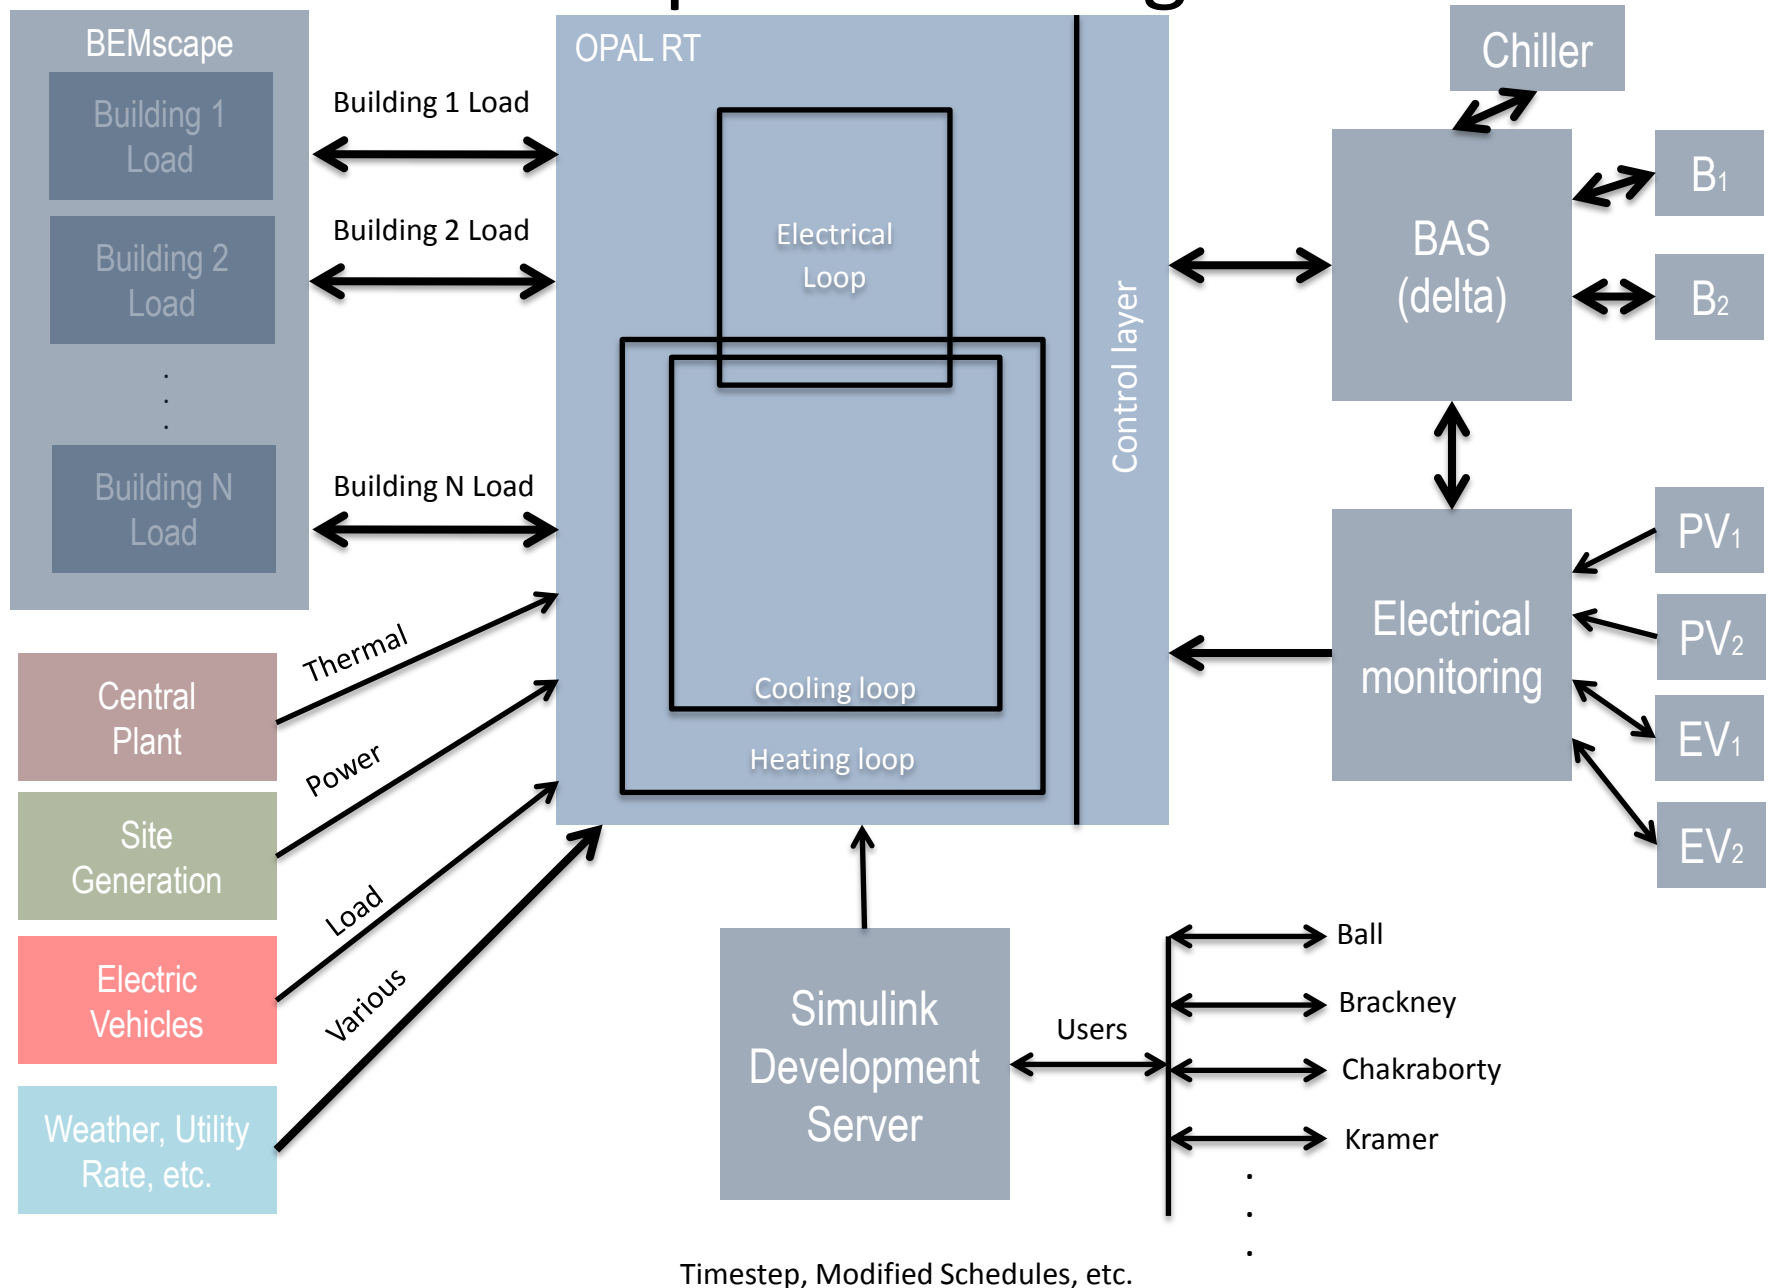 BEMscape
Building 1
Load
Building 2
Load
.
.
.
Building N
Load
Building 1 Load
Building 2 Load
Building N Load
Thermal
Power
Load
Various
Central
Plant
Site
Generation
Electric
Vehicles
Weather, Utility
Rate, etc.
OPAL RT
Electrical
Loop
Cooling loop
Heating loop
Control layer
Chiller
BAS
(delta)
B1
B2
Electrical
monitoring
PV1
PV2
EV1
EV2
Simulink
Development
Server
Users
Ball
Brackney
Chakraborty
Kramer
.
.
.
Timestep, Modified Schedules, etc.